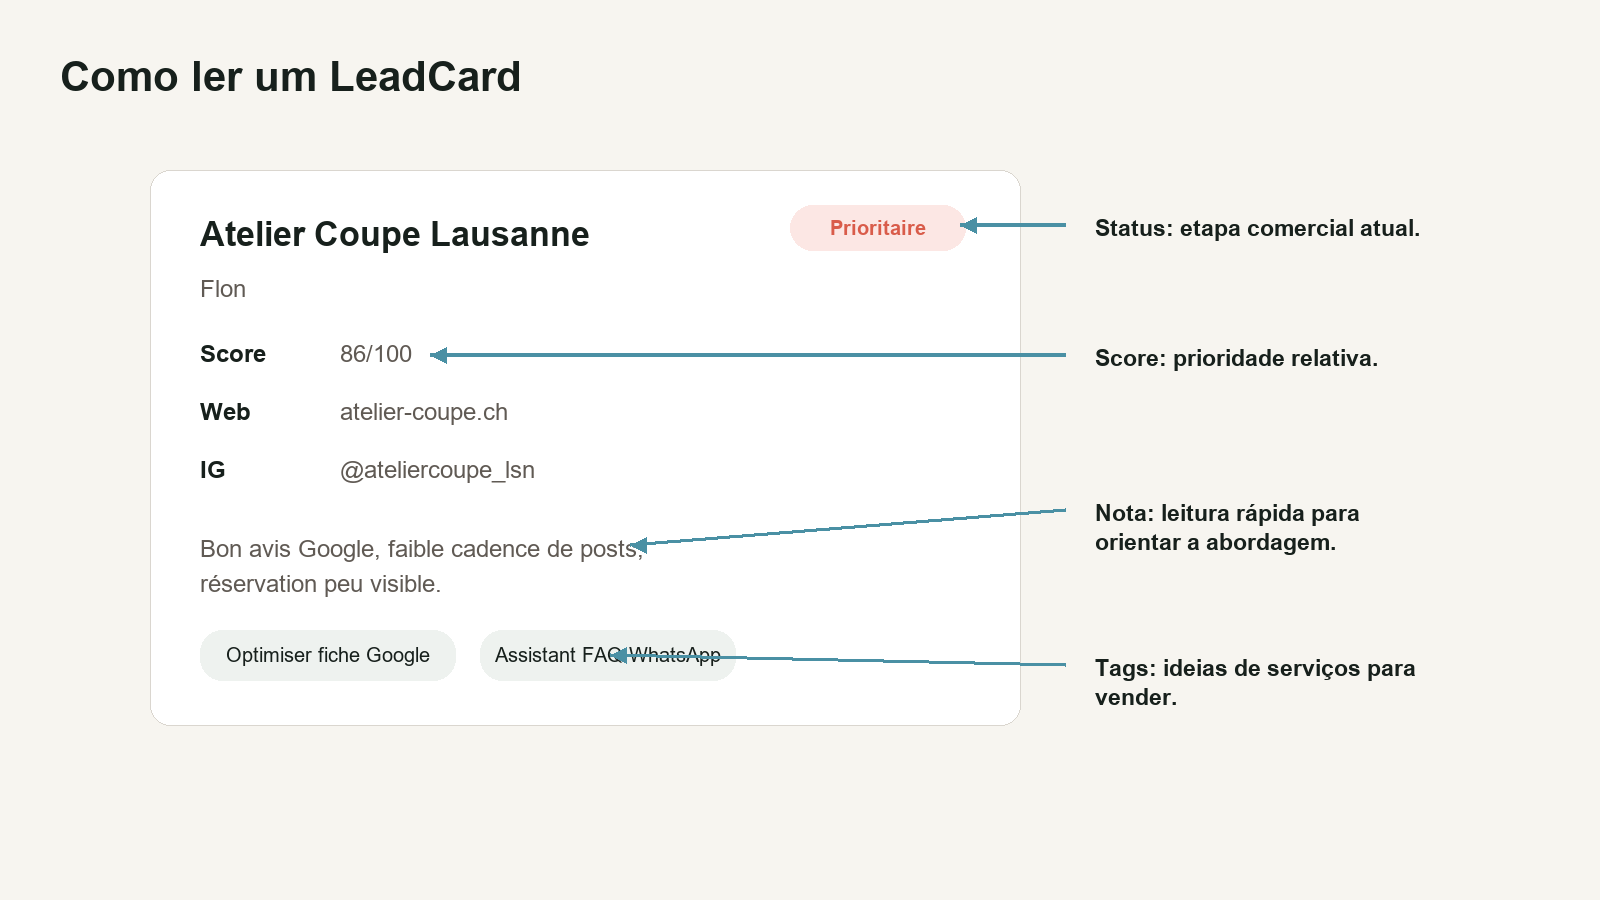 Como ler um LeadCard
Atelier Coupe Lausanne
Prioritaire
Status: etapa comercial atual.
Flon
Score 86/100
Score: prioridade relativa.
Web atelier-coupe.ch
IG @ateliercoupe_lsn
Bon avis Google, faible cadence de posts,
réservation peu visible.
Nota: leitura rápida para
orientar a abordagem.
Optimiser fiche Google
Assistant FAQ WhatsApp
Tags: ideias de serviços para
vender.